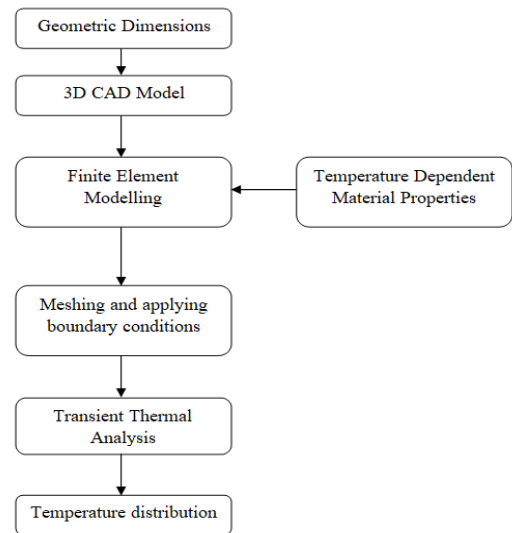 Geometric Dimensions
3D CAD Model
Finite Element
Modelling
Temperature Dependent
Material Properties
Meshing and applying
boundary conditions
Transient Thermal
Analysis
Temperature distribution